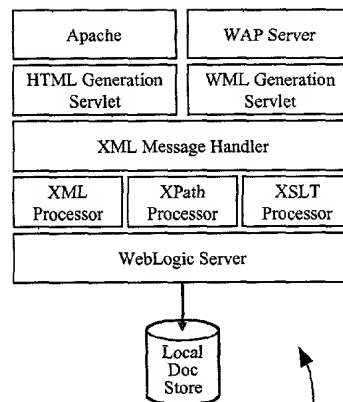 Apache
WAP Server
HTML Generation
Servlet
WML Generation
Servlet
XML Message Handler
XML
Processor
XPath
Processor
XSLT
Processor
WebLogic Server
Local
Doc
Store